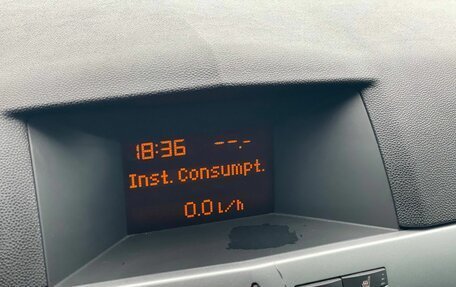 18:36 --.-
Inst. Consumpt.
0.0 l/h